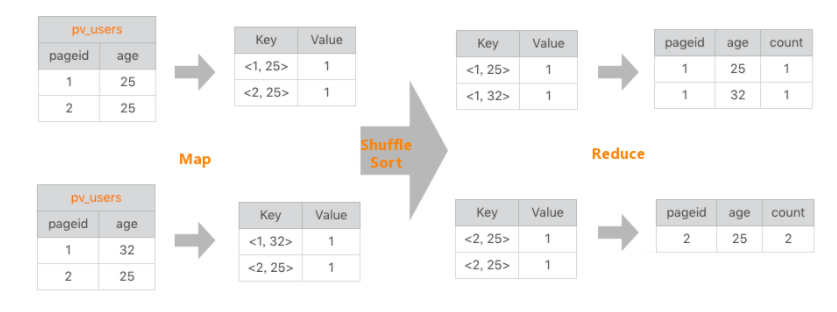 pv_users
pageid age
1 25
2 25
Key Value
<1, 25> 1
<2, 25> 1
Key Value
<1, 25> 1
<1, 32> 1
pageid age count
1 25 1
1 32 1
Map
Shuffle
Sort
Reduce
pv_users
pageid age
1 32
2 25
Key Value
<1, 32> 1
<2, 25> 1
Key Value
<2, 25> 1
<2, 25> 1
pageid age count
2 25 2